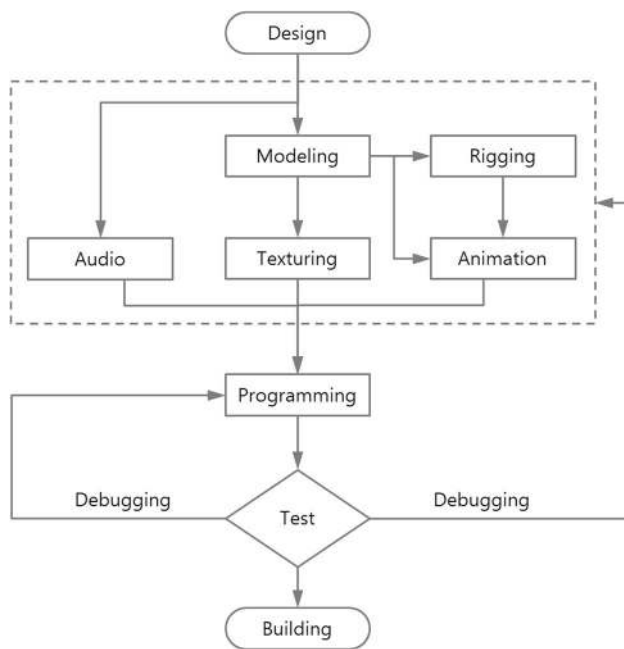 Design
Modeling
Rigging
Audio
Texturing
Animation
Programming
Debugging
Test
Debugging
Building